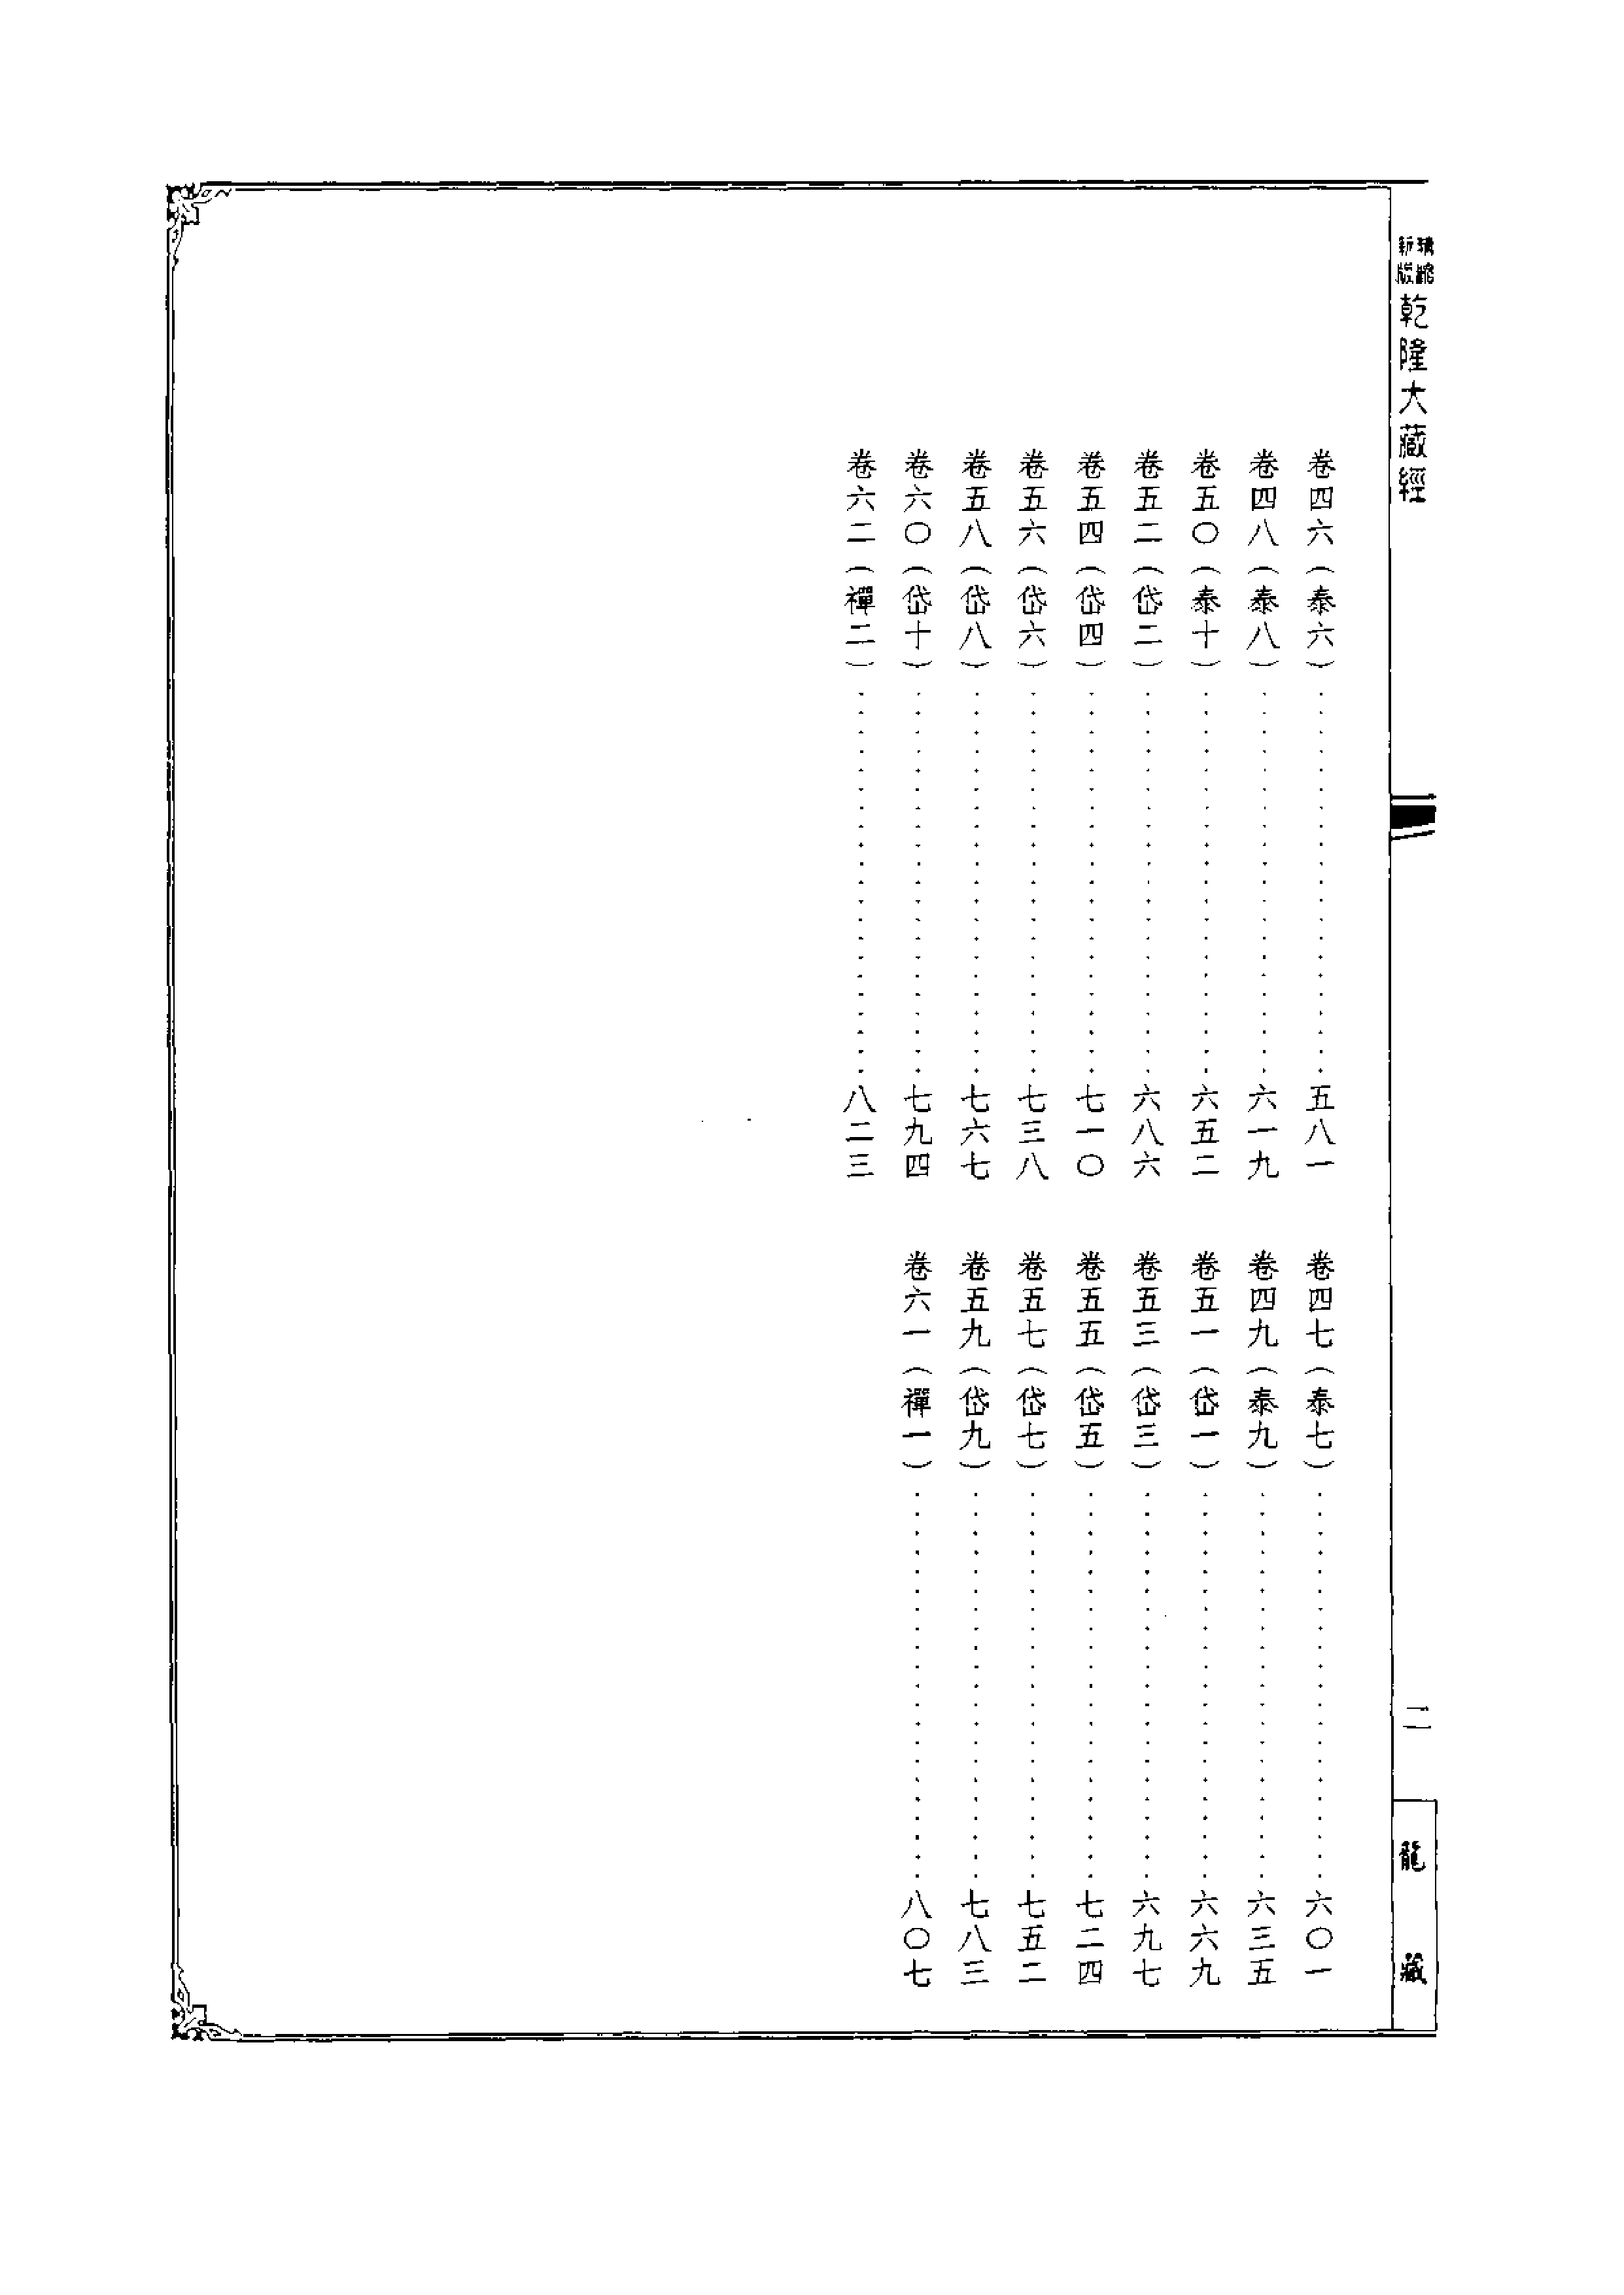 新版 精縮
乾隆大藏經
二
龍藏
卷四六（泰六）……五八一
卷四七（泰七）……六〇一
卷四八（泰八）……六一九
卷四九（泰九）……六三五
卷五〇（泰十）……六五二
卷五一（岱一）……六六九
卷五二（岱二）……六八六
卷五三（岱三）……六九七
卷五四（岱四）……七一〇
卷五五（岱五）……七二四
卷五六（岱六）……七三八
卷五七（岱七）……七五二
卷五八（岱八）……七六七
卷五九（岱九）……七八三
卷六〇（岱十）……七九四
卷六一（禪一）……八〇七
卷六二（禪二）……八二三